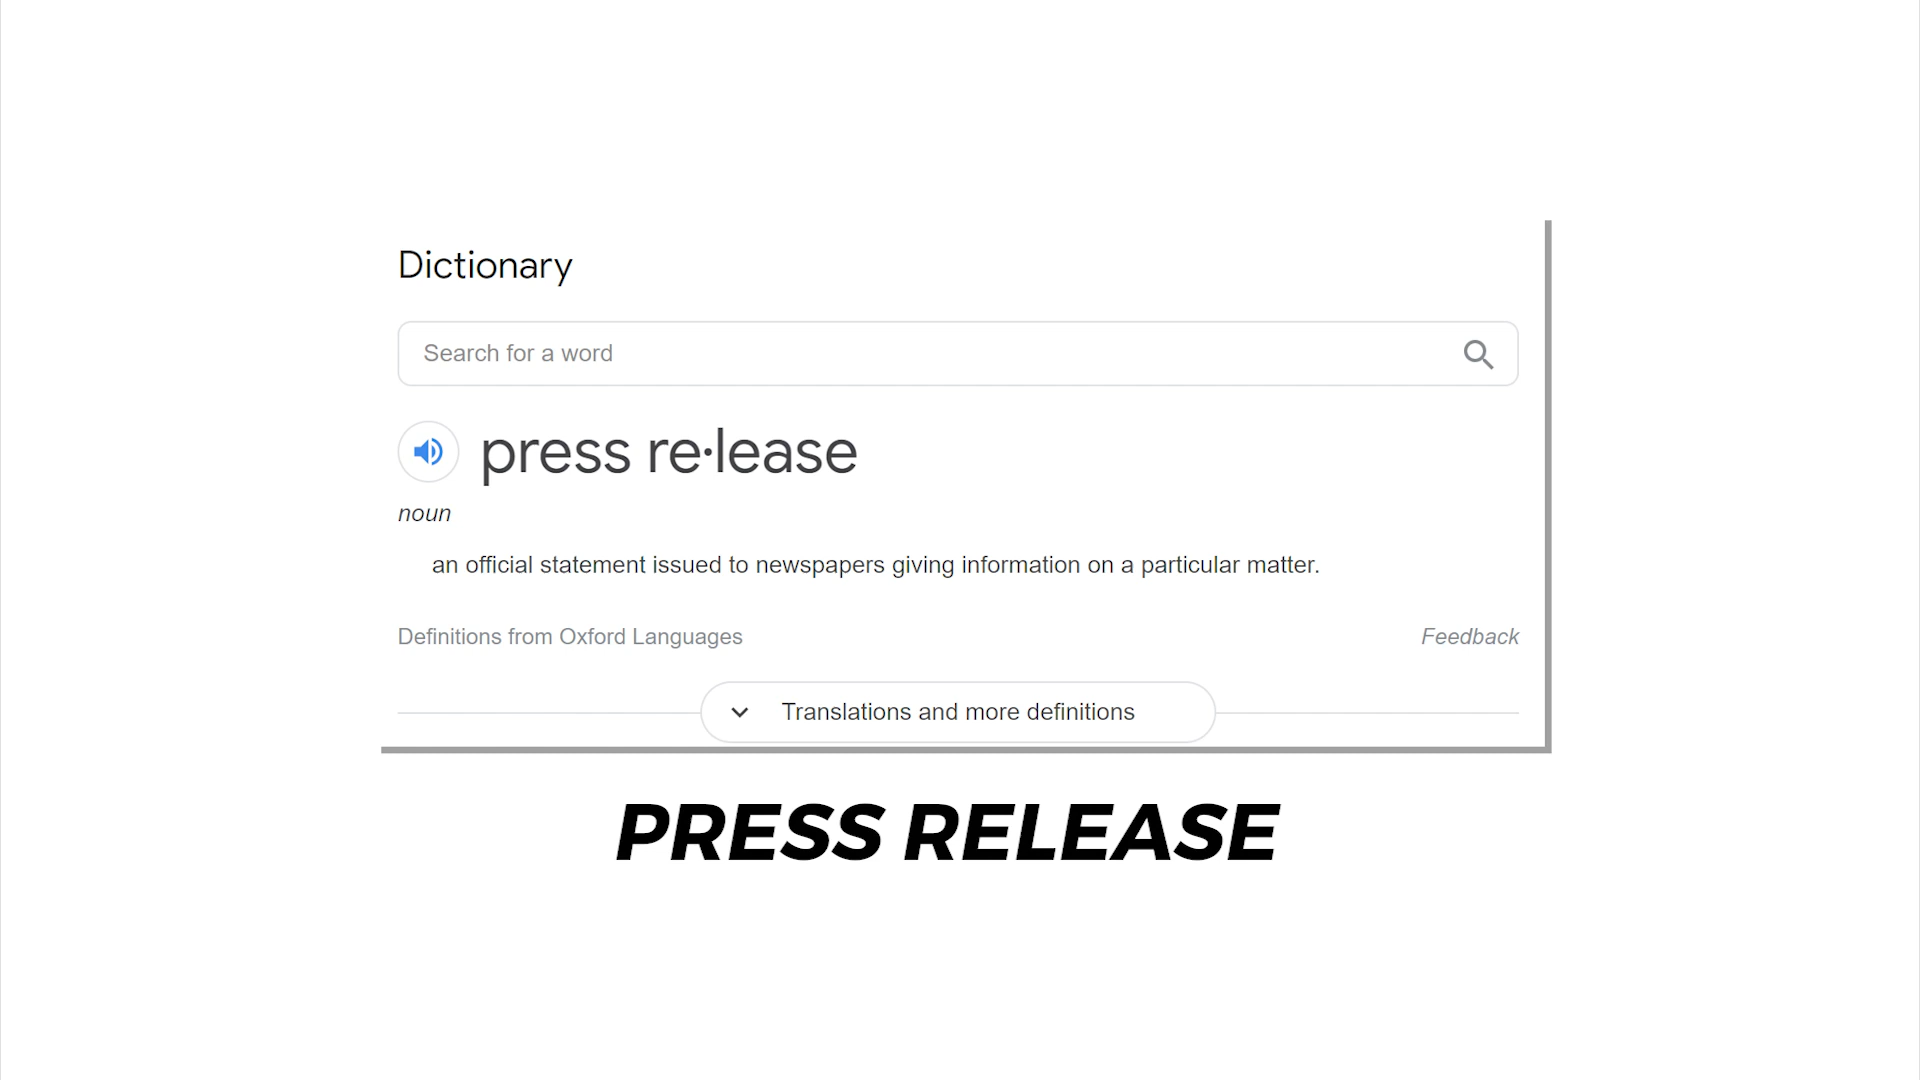 Dictionary
Search for a word
press re·lease
noun
an official statement issued to newspapers giving information on a particular matter.
Definitions from Oxford Languages
Feedback
Translations and more definitions
PRESS RELEASE